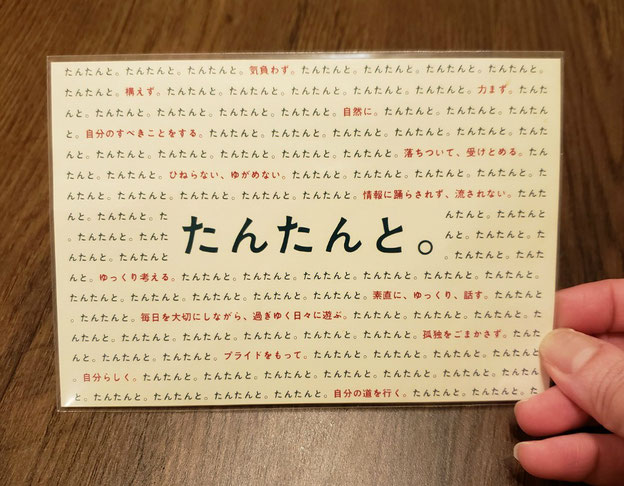 たんたんと。たんたんと。たんたんと。気負わず。たんたんと。たんたんと。たんたんと。たんたんと。
たんたんと。構えず。たんたんと。たんたんと。たんたんと。たんたんと。たんたんと。力まず。たんた
んと。たんたんと。たんたんと。たんたんと。たんたんと。自然に。たんたんと。たんたんと。たんたん
と。自分のすべきことをする。たんたんと。たんたんと。たんたんと。たんたんと。たんたんと。たんた
んと。たんたんと。たんたんと。たんたんと。たんたんと。たんたんと。落ちついて、受けとめる。たん
たんと。たんたんと。ひねらない、ゆがめない。たんたんと。たんたんと。たんたんと。たんたんと。た
んたんと。たんたんと。たんたんと。たんたんと。たんたんと。情報に踊らされず、流されない。たんた
んと。たんたんと。た んたんと。たんたんと
。たんたんと。たんた んと。たんたんと。た
たんたんと。
んたんと。たんたんと 。たんたんと。たんた
んと。ゆっくり考える。たんたんと。たんたんと。たんたんと。たんたんと。たんたんと。たんたんと。
たんたんと。たんたんと。たんたんと。たんたんと。たんたんと。素直に、ゆっくり、話す。たんたんと
。たんたんと。毎日を大切にしながら、過ぎゆく日々に遊ぶ。たんたんと。たんたんと。たんたんと。た
んたんと。たんたんと。たんたんと。たんたんと。たんたんと。たんたんと。孤独をごまかさず。たんた
んと。たんたんと。たんたんと。プライドをもって。たんたんと。たんたんと。たんたんと。たんたんと
。自分らしく。たんたんと。たんたんと。たんたんと。たんたんと。たんたんと。たんたんと。たんた
と。たんたんと。たんたんと。たんたんと。たんたんと。自分の道を行く。たんたんと。たんたんと。